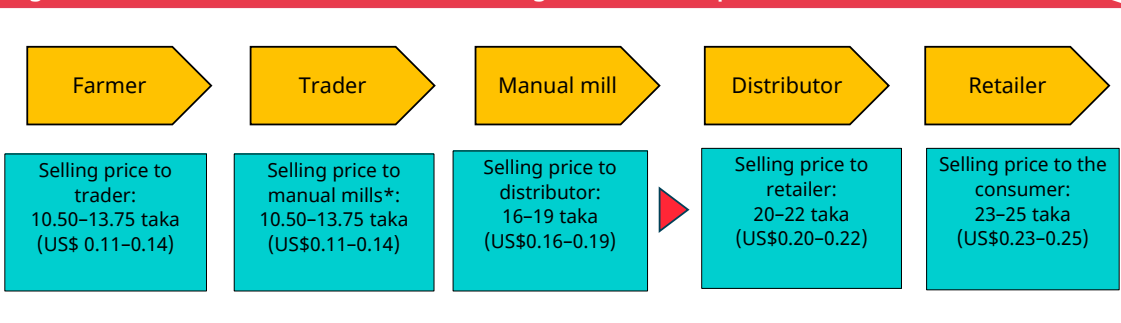 Farmer
Trader
Manual mill
Distributor
Retailer
Selling price to
trader:
10.50–13.75 taka
(US$ 0.11–0.14)
Selling price to
manual mills*:
10.50–13.75 taka
(US$0.11–0.14)
Selling price to
distributor:
16–19 taka
(US$0.16–0.19)
Selling price to
retailer:
20–22 taka
(US$0.20–0.22)
Selling price to the
consumer:
23–25 taka
(US$0.23–0.25)